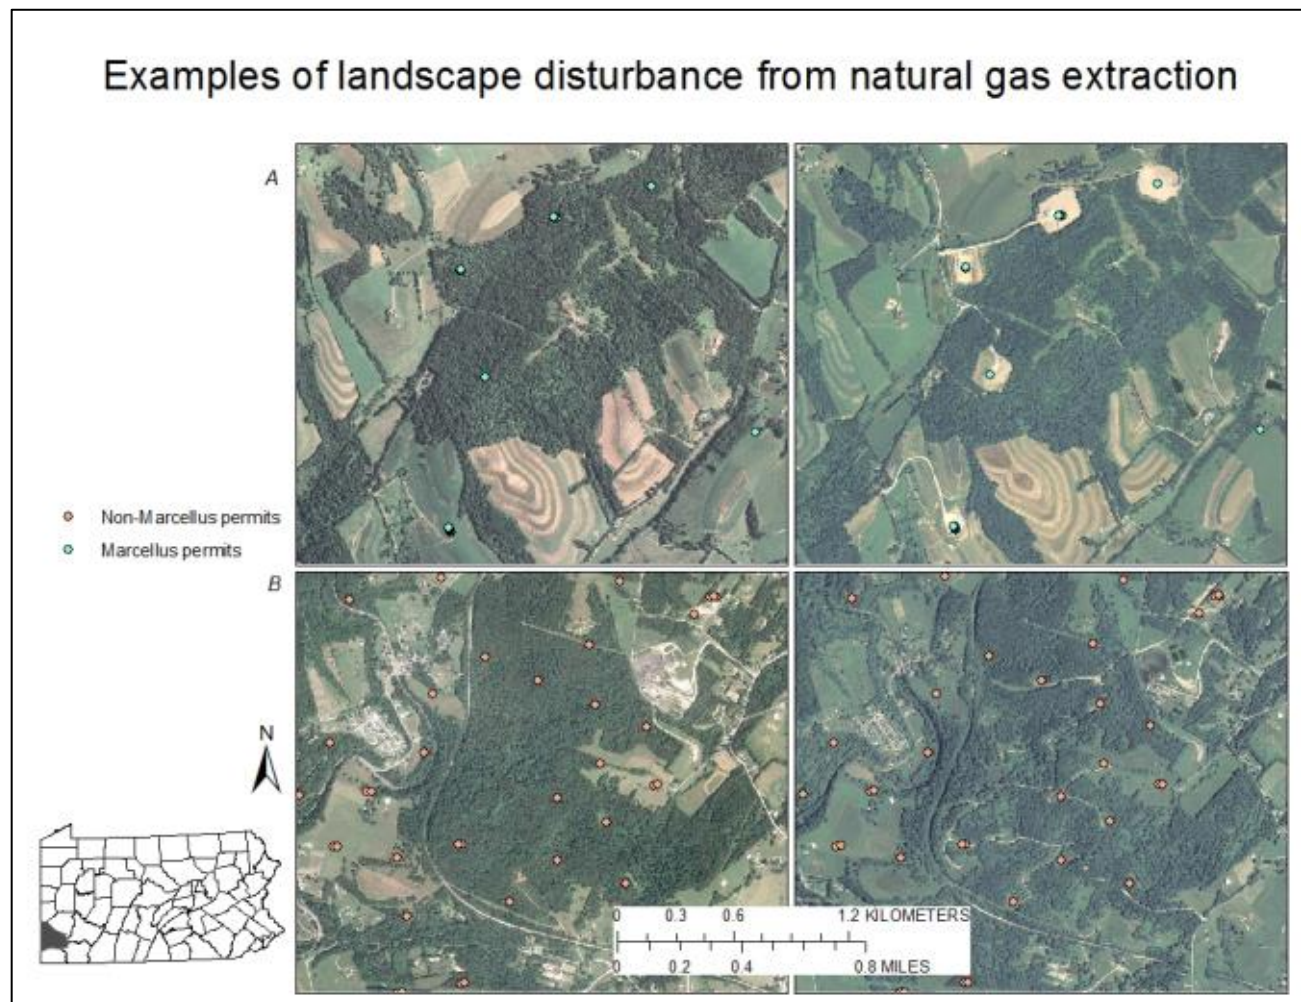 Examples of landscape disturbance from natural gas extraction
A
Non-Marcellus permits
Marcellus permits
B
N
0 0.3 0.6 1.2 KILOMETERS
0 0.2 0.4 0.8 MILES